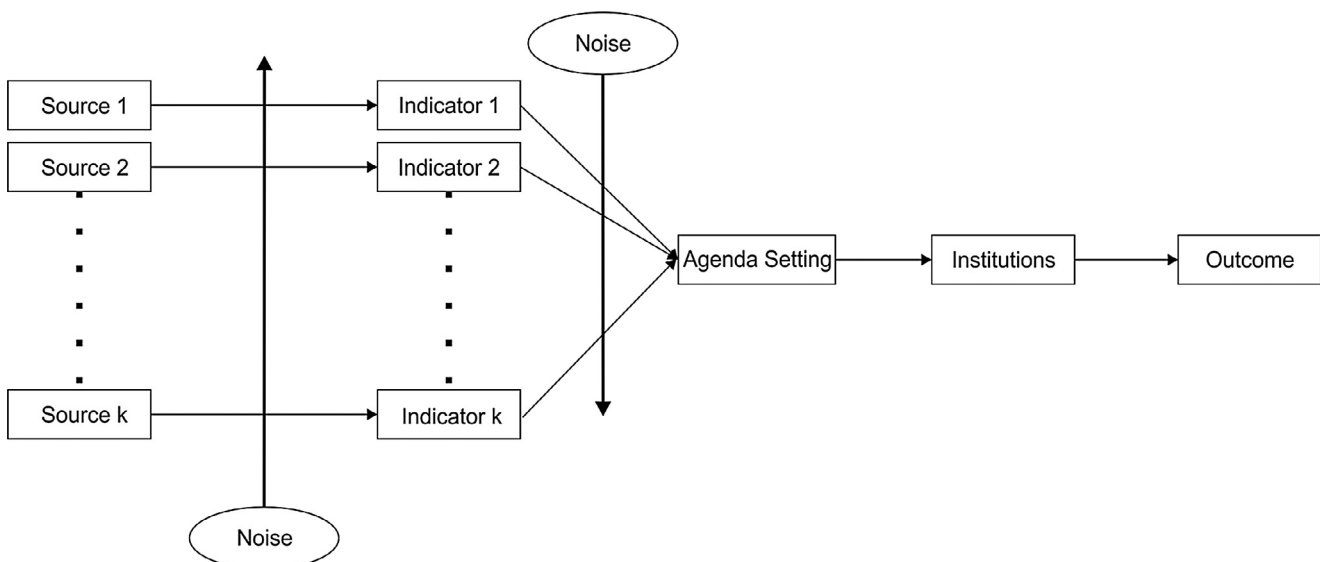 Noise
Source 1
Indicator 1
Source 2
Indicator 2
Agenda Setting
Institutions
Outcome
Source k
Indicator k
Noise